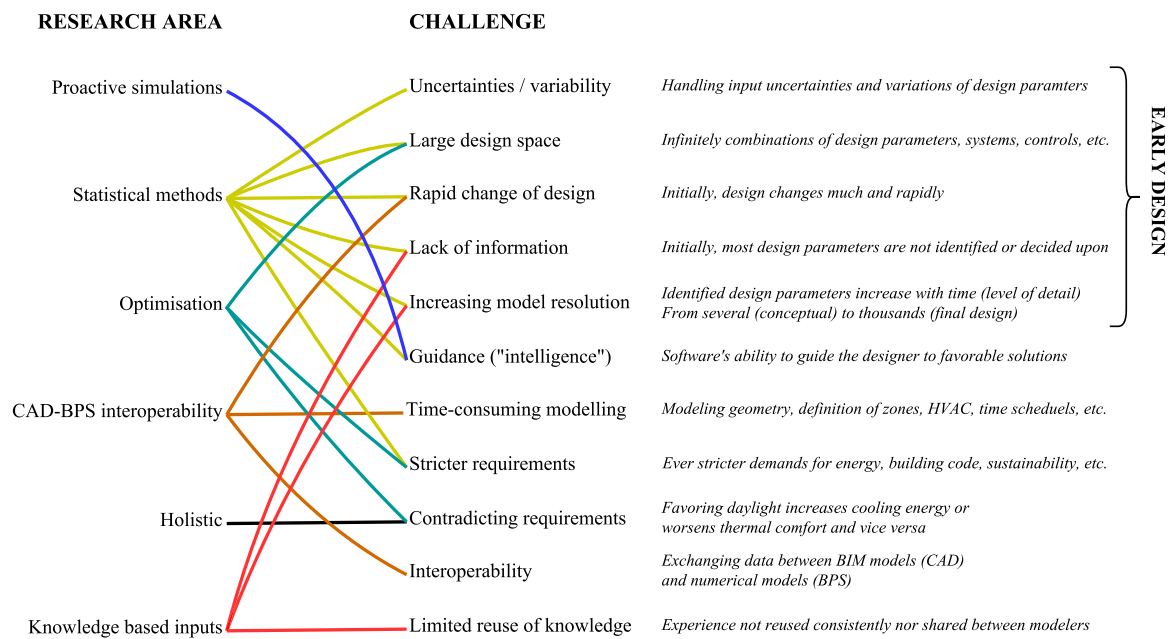 RESEARCH AREA
CHALLENGE
Proactive simulations
Uncertainties / variability
Handling input uncertainties and variations of design paramters
Large design space
Infinitely combinations of design parameters, systems, controls, etc.
Statistical methods
Rapid change of design
Initially, design changes much and rapidly
Lack of information
Initially, most design parameters are not identified or decided upon
Optimisation
Increasing model resolution
Identified design parameters increase with time (level of detail)
From several (conceptual) to thousands (final design)
EARLY DESIGN
Guidance ("intelligence")
Software's ability to guide the designer to favorable solutions
CAD-BPS interoperability
Time-consuming modelling
Modeling geometry, definition of zones, HVAC, time scheduels, etc.
Stricter requirements
Ever stricter demands for energy, building code, sustainability, etc.
Holistic
Contradicting requirements
Favoring daylight increases cooling energy or
worsens thermal comfort and vice versa
Interoperability
Exchanging data between BIM models (CAD)
and numerical models (BPS)
Knowledge based inputs
Limited reuse of knowledge
Experience not reused consistently nor shared between modelers